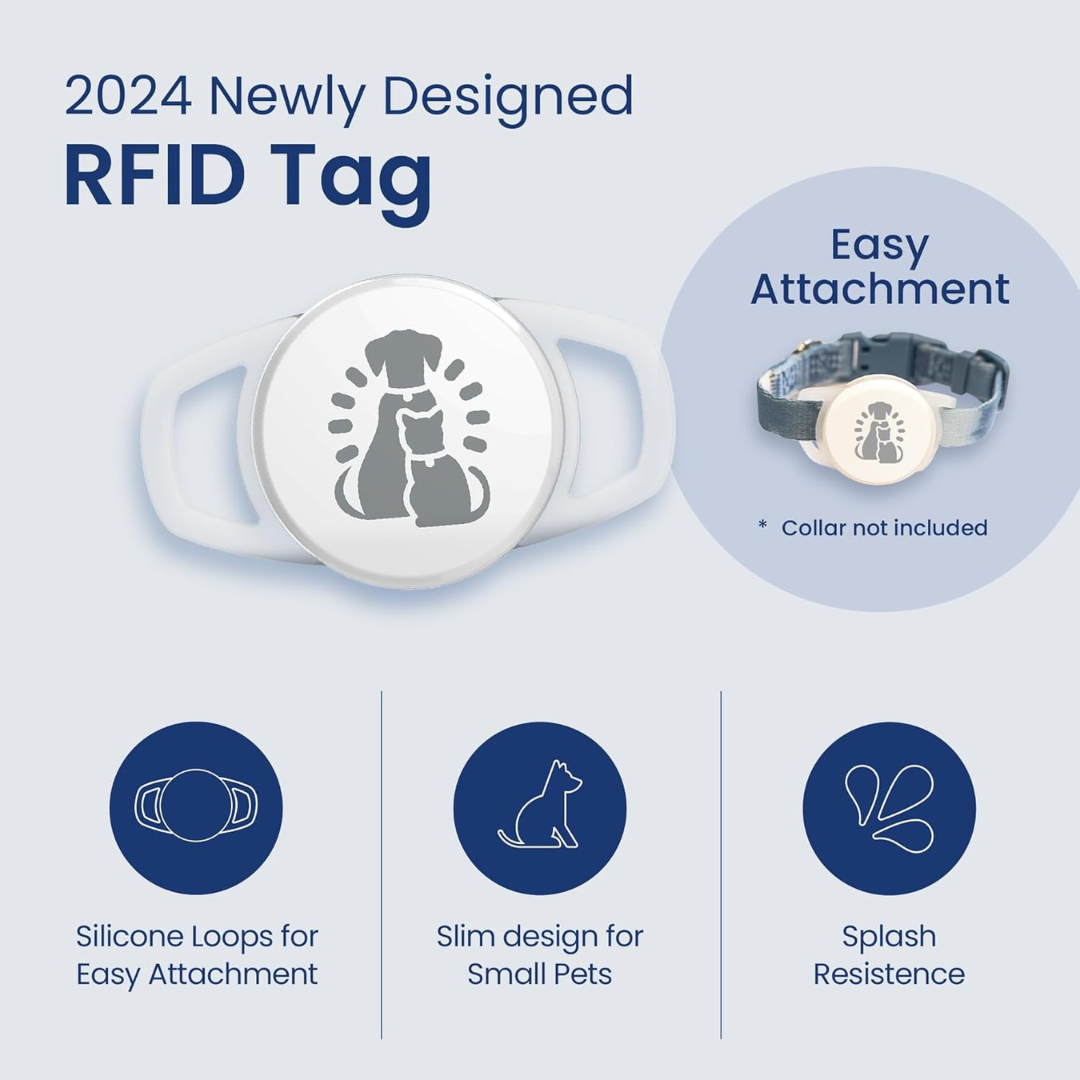 2024 Newly Designed
RFID Tag
Easy
Attachment
* Collar not included
Silicone Loops for
Easy Attachment
Slim design for
Small Pets
Splash
Resistence